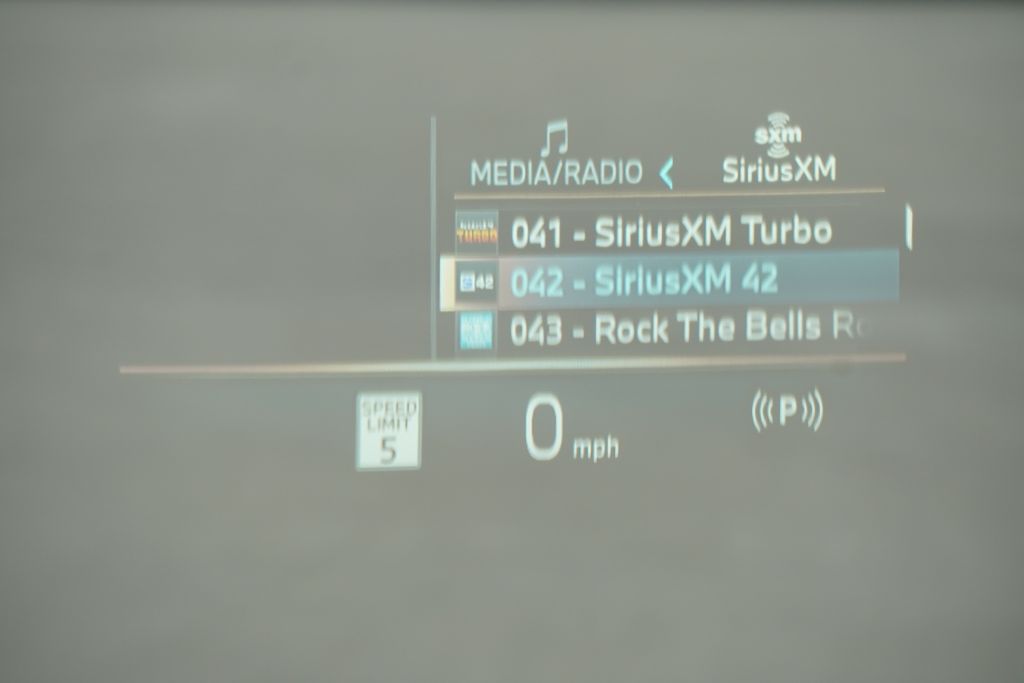 sxm
MEDIA/RADIO < SiriusXM
TURBO 041 - SiriusXM Turbo
42 042 - SiriusXM 42
043 - Rock The Bells R
SPEED
LIMIT
5
0 mph
P